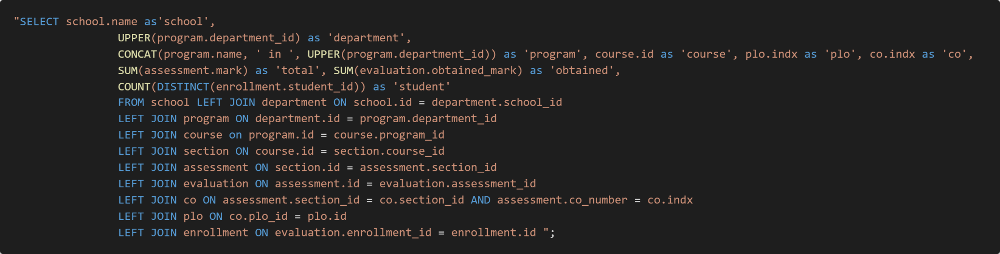 "SELECT school.name as'school',
UPPER(program.department_id) as 'department',
CONCAT(program.name, ' in ', UPPER(program.department_id)) as 'program', course.id as 'course', plo.indx as 'plo', co.indx as 'co',
SUM(assessment.mark) as 'total', SUM(evaluation.obtained_mark) as 'obtained',
COUNT(DISTINCT(enrollment.student_id)) as 'student'
FROM school LEFT JOIN department ON school.id = department.school_id
LEFT JOIN program ON department.id = program.department_id
LEFT JOIN course on program.id = course.program_id
LEFT JOIN section ON course.id = section.course_id
LEFT JOIN assessment ON section.id = assessment.section_id
LEFT JOIN evaluation ON assessment.id = evaluation.assessment_id
LEFT JOIN co ON assessment.section_id = co.section_id AND assessment.co_number = co.indx
LEFT JOIN plo ON co.plo_id = plo.id
LEFT JOIN enrollment ON evaluation.enrollment_id = enrollment.id ";